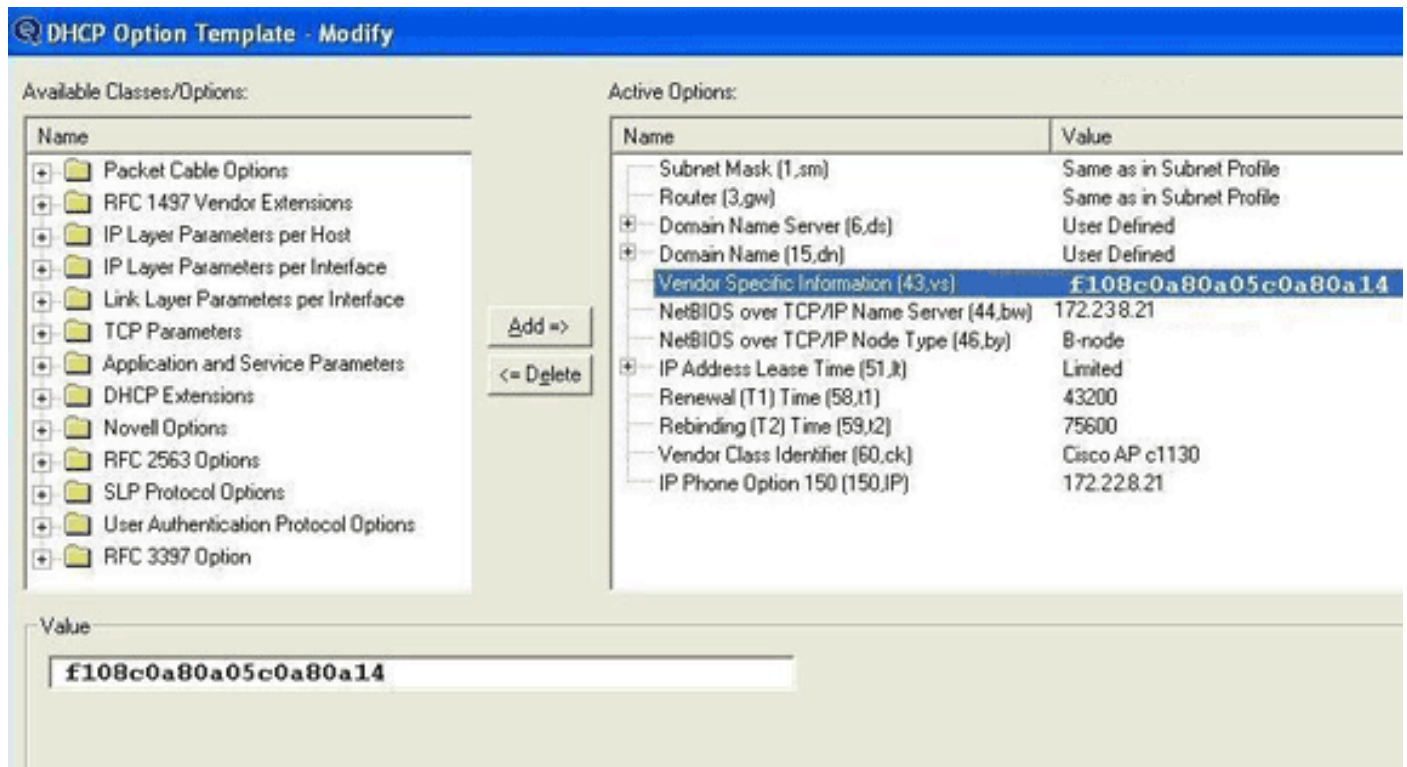 DHCP Option Template - Modify
Available Classes/Options:
Name
Packet Cable Options
RFC 1497 Vendor Extensions
IP Layer Parameters per Host
IP Layer Parameters per Interface
Link Layer Parameters per Interface
TCP Parameters
Application and Service Parameters
DHCP Extensions
Novell Options
RFC 2563 Options
SLP Protocol Options
User Authentication Protocol Options
RFC 3397 Option
Add =>
<= Delete
Active Options:
Name Value
Subnet Mask (1,sm) Same as in Subnet Profile
Router (3,gw) Same as in Subnet Profile
Domain Name Server (6,ds) User Defined
Domain Name (15,dn) User Defined
Vendor Specific Information (43,vs) f108c0a80a05c0a80a14
NetBIOS over TCP/IP Name Server (44,bw) 172.238.21
NetBIOS over TCP/IP Node Type (46,by) B-node
IP Address Lease Time (51,lt) Limited
Renewal (T1) Time (58,t1) 43200
Rebinding (T2) Time (59,t2) 75600
Vendor Class Identifier (60,ck) Cisco AP c1130
IP Phone Option 150 (150,IP) 172.22.8.21
Value
f108c0a80a05c0a80a14